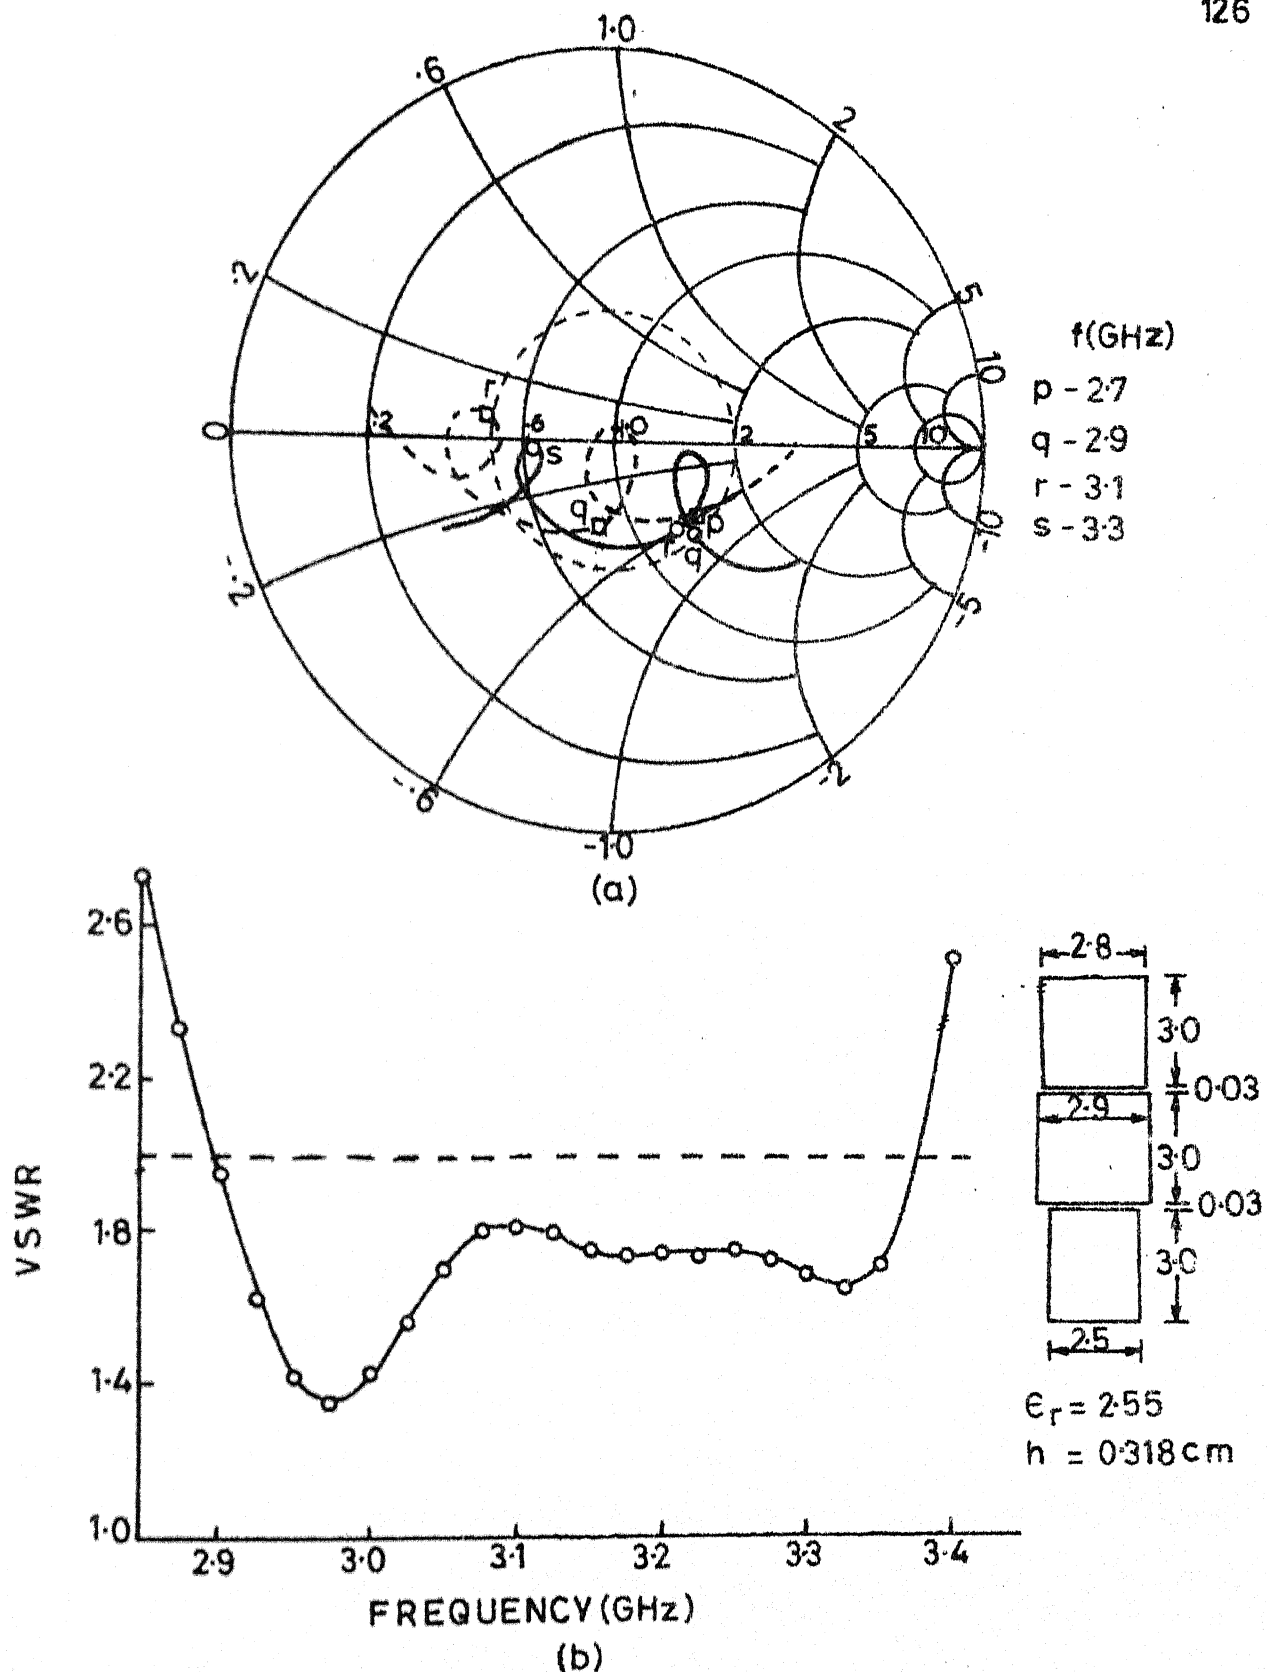 126
1.0
.6
2
.2
5
f(GHz)
10
p - 2.7
r
0
.2
.6
1.0
2
5
10
q - 2.9
s
r - 3.1
q
p
s - 3.3
-10
q
-.2
-5
-.6
-2
-1.0
(a)
2.6
2.8
3.0
2.2
0.03
2.9
3.0
VSWR
0.03
1.8
3.0
2.5
1.4
εr = 2.55
h = 0.318 cm
1.0
2.9 3.0 3.1 3.2 3.3 3.4
FREQUENCY (GHz)
(b)